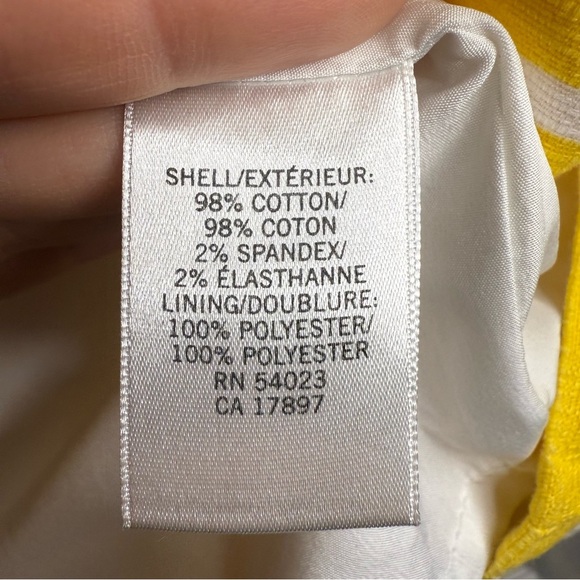 SHELL/EXTÉRIEUR:
98% COTTON/
98% COTON
2% SPANDEX/
2% ÉLASTHANNE
LINING/DOUBLURE:
100% POLYESTER/
100% POLYESTER
RN 54023
CA 17897